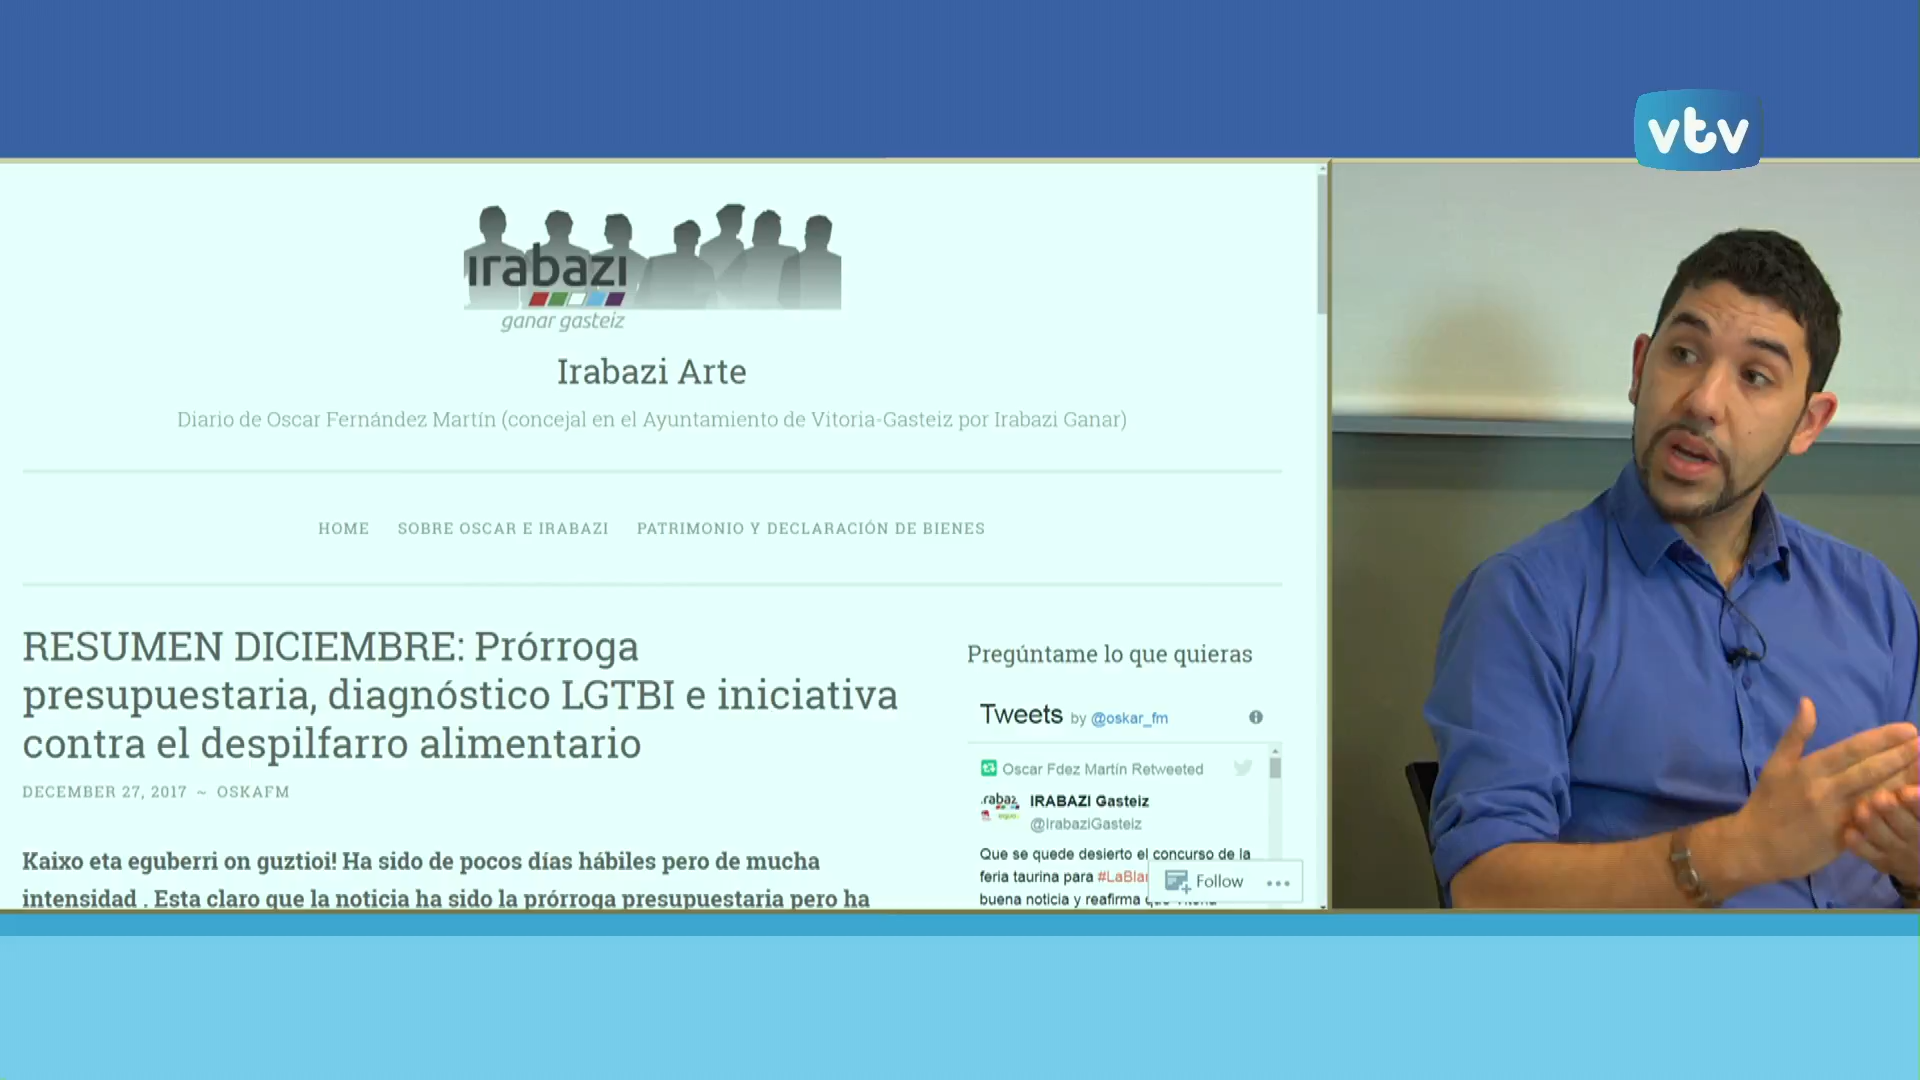 vtv
irabazi
ganar gasteiz
Irabazi Arte
Diario de Oscar Fernández Martín (concejal en el Ayuntamiento de Vitoria-Gasteiz por Irabazi Ganar)
HOME SOBRE OSCAR E IRABAZI PATRIMONIO Y DECLARACIÓN DE BIENES
RESUMEN DICIEMBRE: Prórroga
presupuestaria, diagnóstico LGTBI e iniciativa
contra el despilfarro alimentario
DECEMBER 27, 2017 ~ OSKAFM
Kaixo eta eguberri on guztioi! Ha sido de pocos días hábiles pero de mucha
intensidad . Esta claro que la noticia ha sido la prórroga presupuestaria pero ha
Pregúntame lo que quieras
Tweets by @oskar_fm
Oscar Fdez Martín Retweeted
IRABAZI Gasteiz
@IrabaziGasteiz
Que se quede desierto el concurso de la
feria taurina para #LaBla
buena noticia y reafirma
Follow